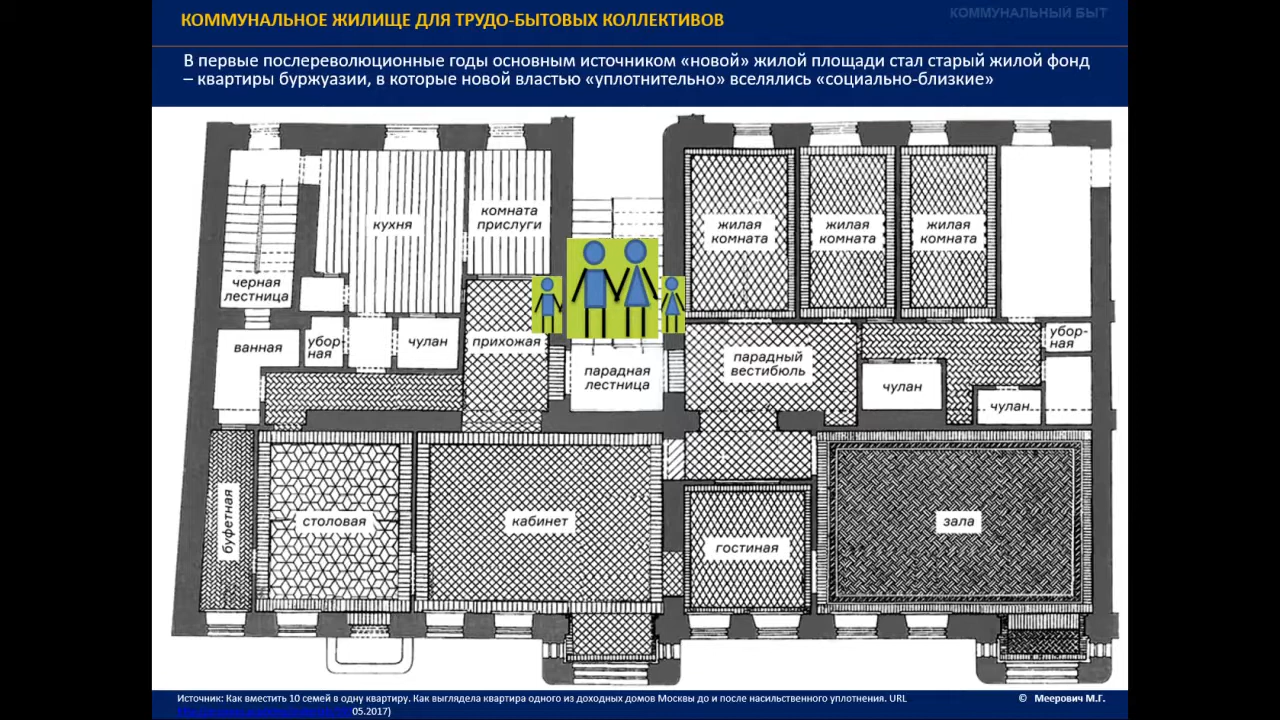 КОММУНАЛЬНОЕ ЖИЛИЩЕ ДЛЯ ТРУДО-БЫТОВЫХ КОЛЛЕКТИВОВ
КОММУНАЛЬНЫЙ БЫТ
В первые послереволюционные годы основным источником «новой» жилой площади стал старый жилой фонд
– квартиры буржуазии, в которые новой властью «уплотнительно» вселялись «социально-близкие»
кухня
комната
прислуги
жилая
комната
жилая
комната
жилая
комната
черная
лестница
ванная
убор-
ная
чулан
прихожая
парадная
лестница
парадный
вестибюль
чулан
чулан
убор-
ная
буфетная
столовая
кабинет
гостиная
зала
Источник: Как вместить 10 семей в одну квартиру. Как выглядела квартира одного из доходных домов Москвы до и после насильственного уплотнения. URL
05.2017)
© Меерович М.Г.